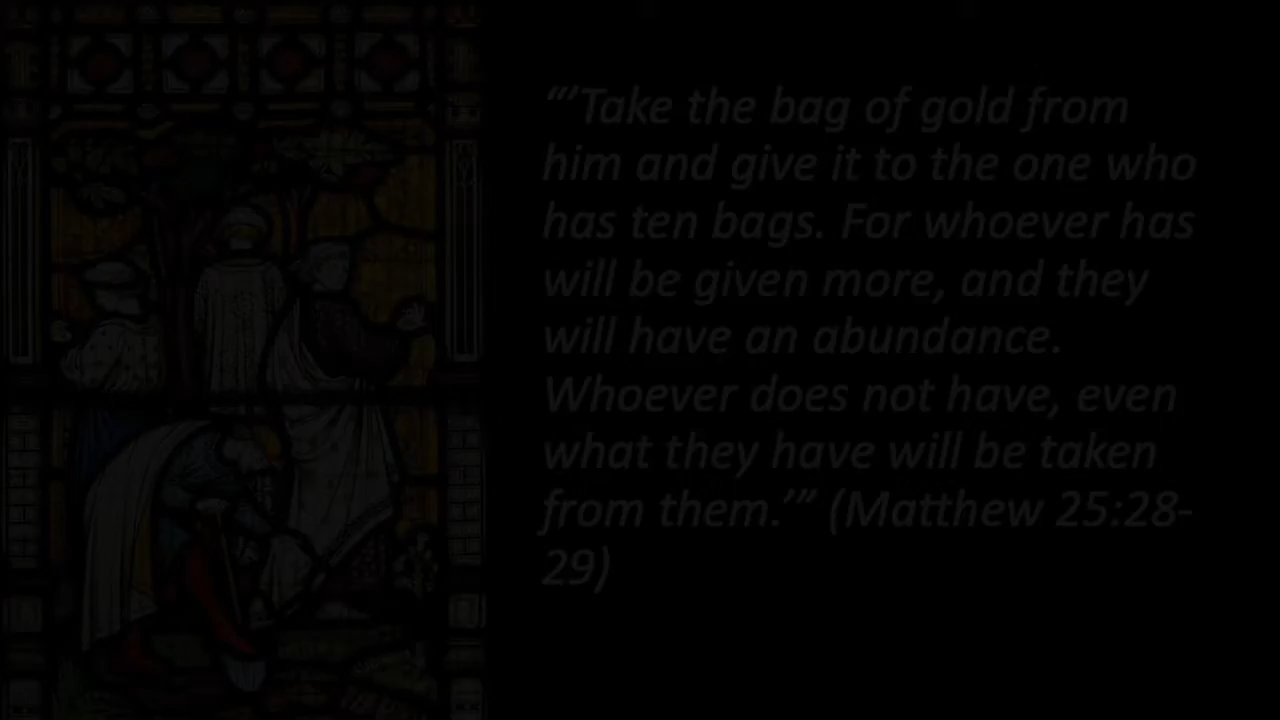 “‘Take the bag of gold from
him and give it to the one who
has ten bags. For whoever has
will be given more, and they
will have an abundance.
Whoever does not have, even
what they have will be taken
from them.’” (Matthew 25:28-
29)